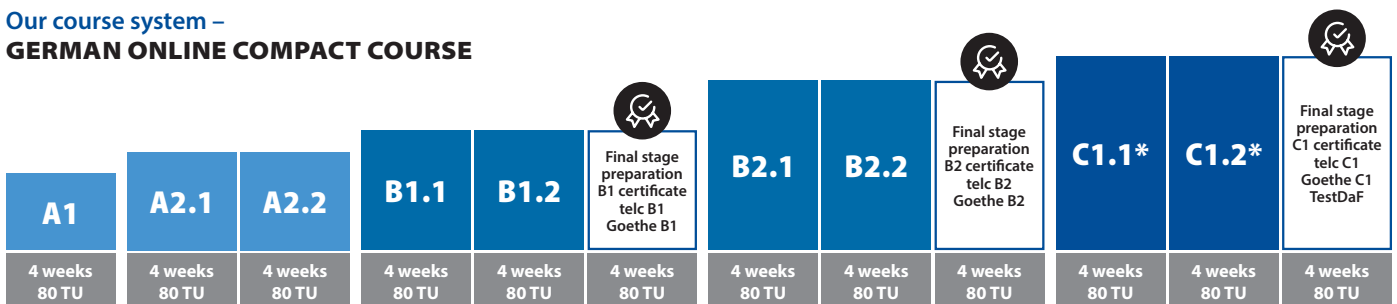 Our course system –
GERMAN ONLINE COMPACT COURSE
A1
4 weeks
80 TU
A2.1
4 weeks
80 TU
A2.2
4 weeks
80 TU
B1.1
4 weeks
80 TU
B1.2
4 weeks
80 TU
Final stage
preparation
B1 certificate
telc B1
Goethe B1
4 weeks
80 TU
B2.1
4 weeks
80 TU
B2.2
4 weeks
80 TU
Final stage
preparation
B2 certificate
telc B2
Goethe B2
4 weeks
80 TU
C1.1*
4 weeks
80 TU
C1.2*
4 weeks
80 TU
Final stage
preparation
C1 certificate
telc C1
Goethe C1
TestDaF
4 weeks
80 TU